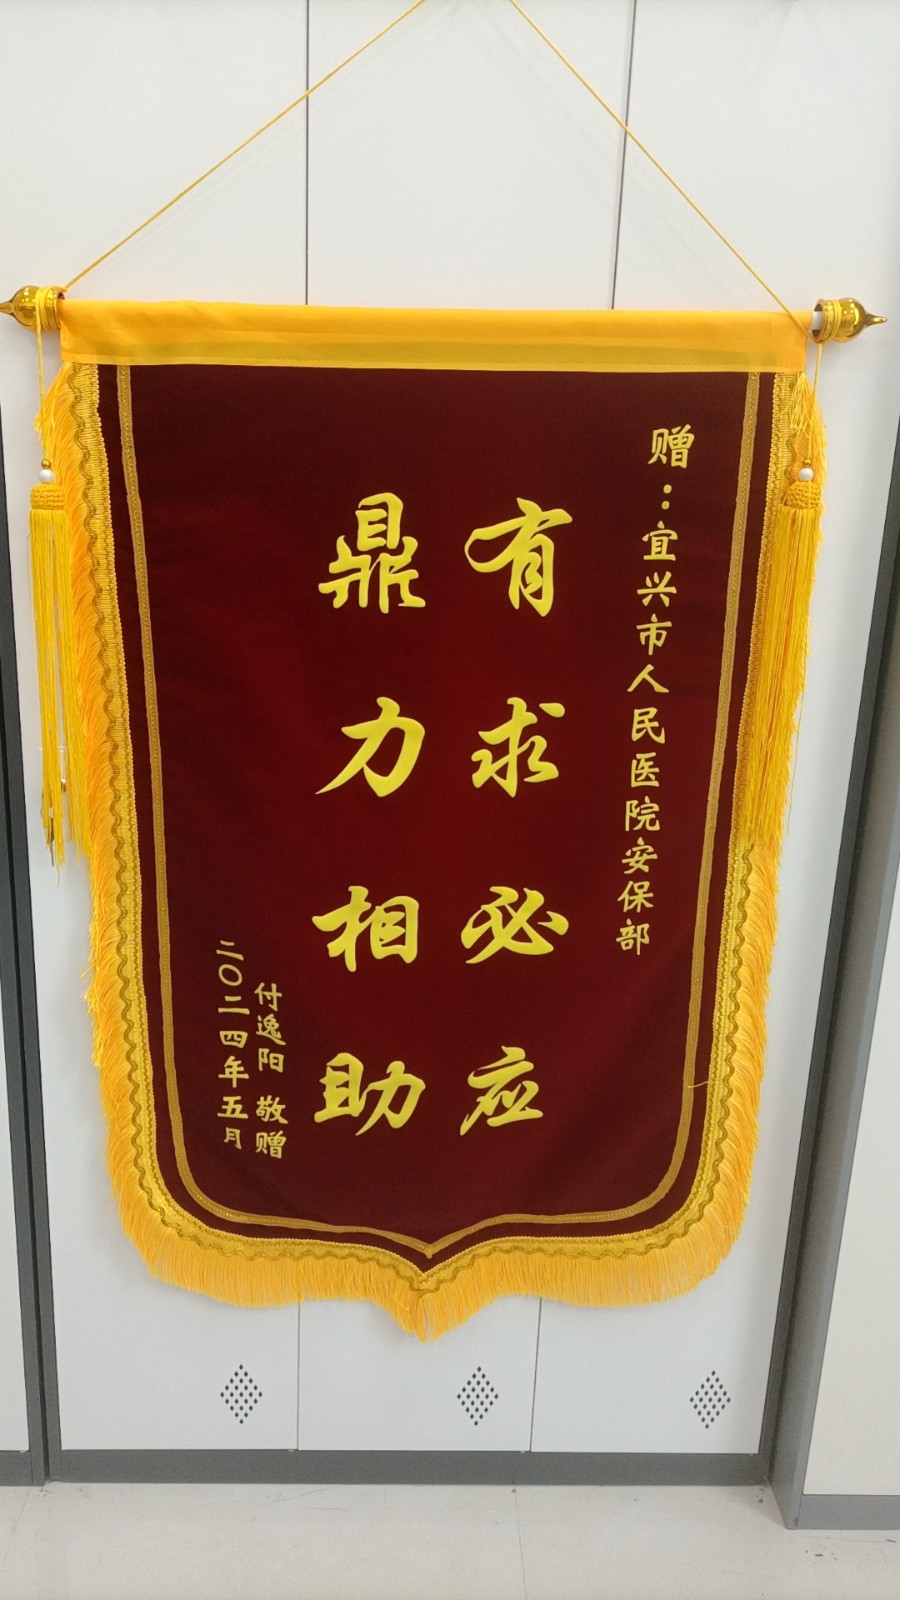 赠：宜兴市人民医院安保部
有求必应
鼎力相助
付逸阳 敬赠
二〇二四年五月